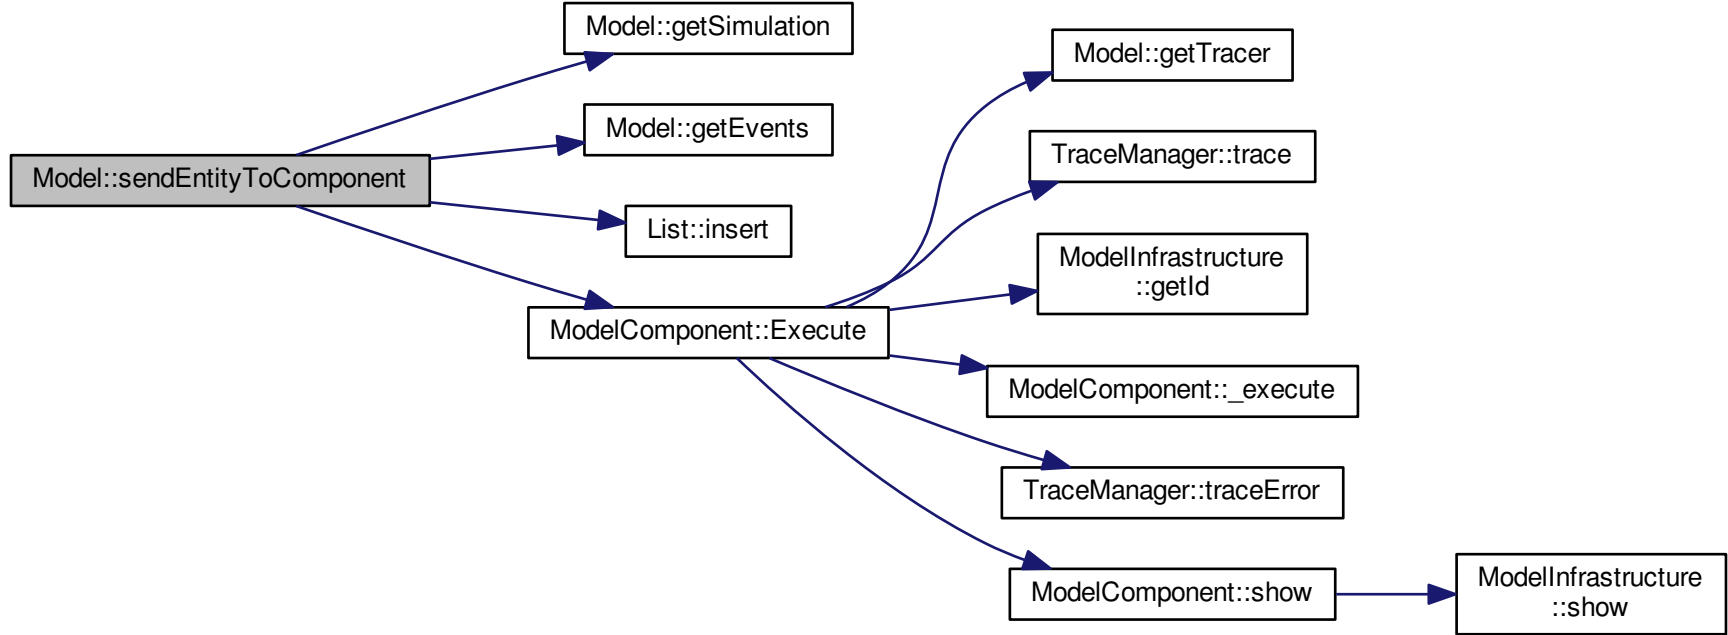 Model::sendEntityToComponent
Model::getSimulation
Model::getEvents
List::insert
ModelComponent::Execute
Model::getTracer
TraceManager::trace
ModelInfrastructure
::getId
ModelComponent::_execute
TraceManager::traceError
ModelComponent::show
ModelInfrastructure
::show